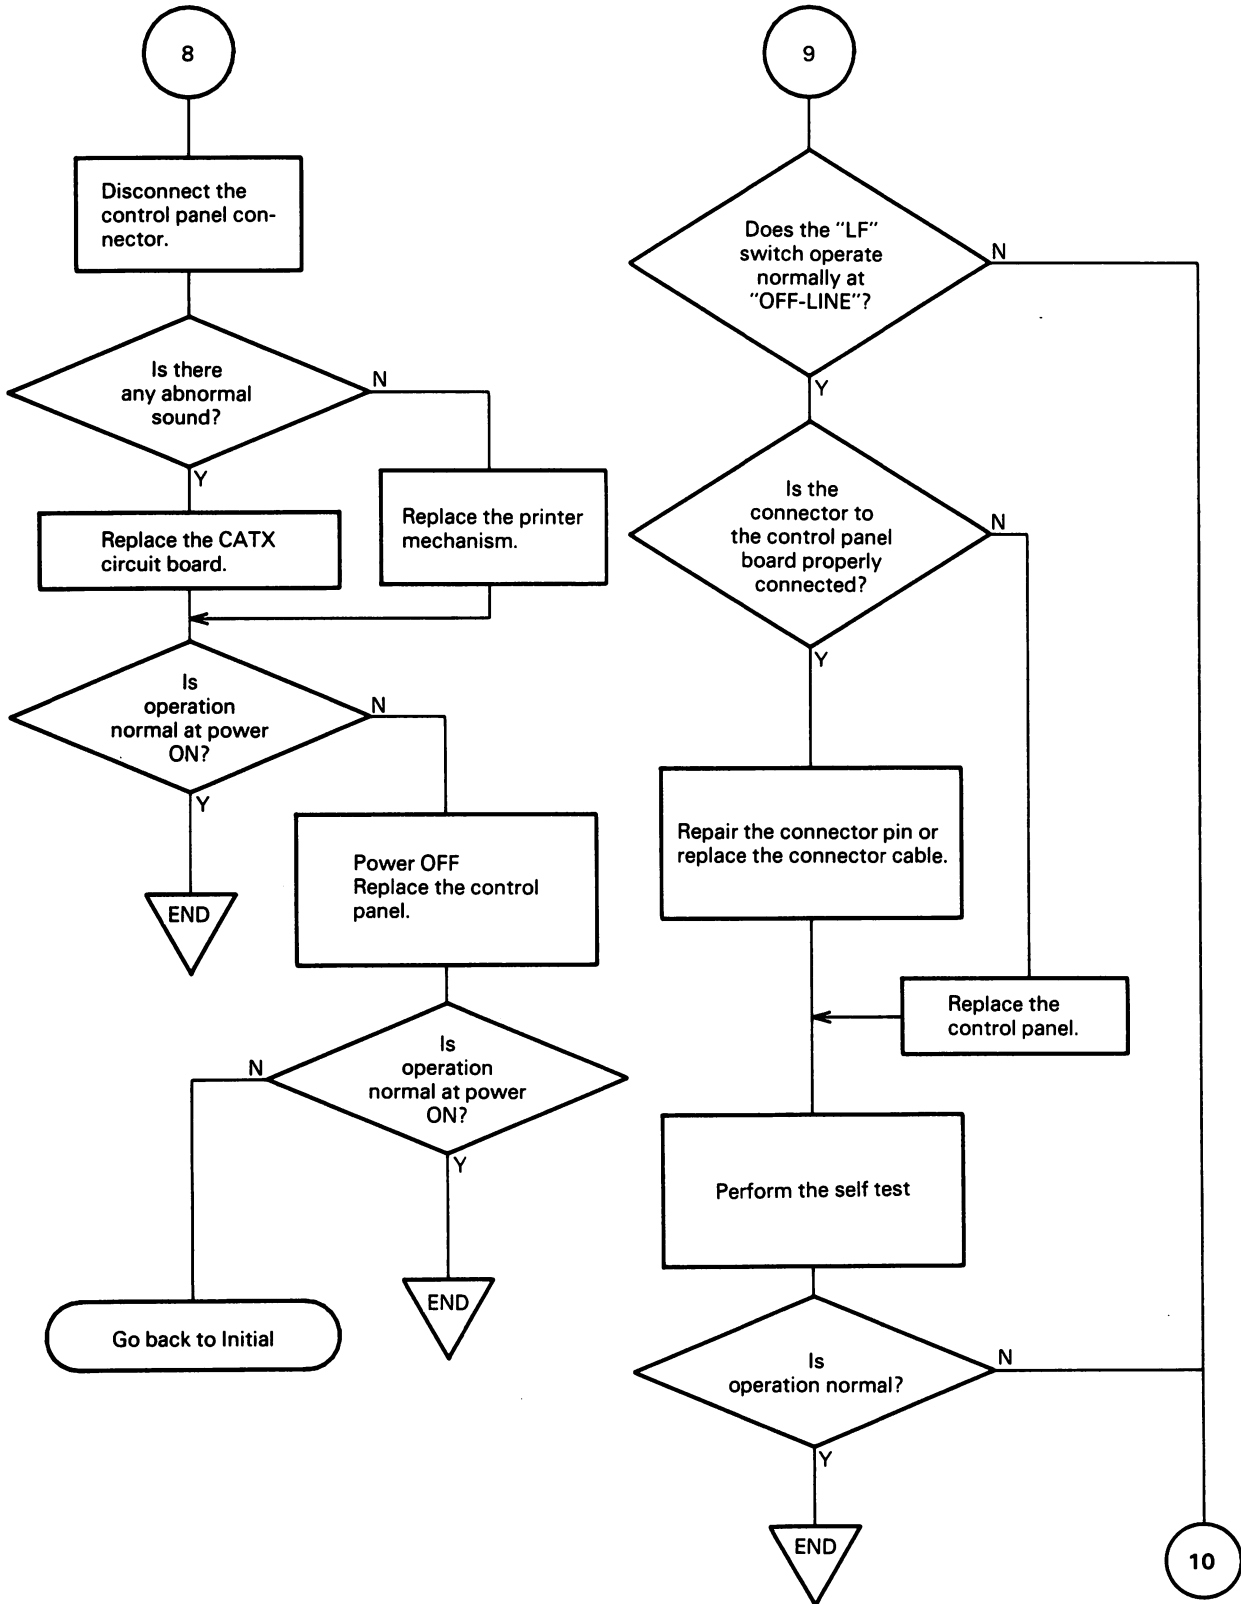 8
Disconnect the
control panel con-
nector.
Is there
any abnormal
sound?
N
Y
Replace the CATX
circuit board.
Replace the printer
mechanism.
Is
operation
normal at power
ON?
N
Y
END
Power OFF
Replace the control
panel.
Is
operation
normal at power
ON?
N
Y
END
Go back to Initial
9
Does the "LF"
switch operate
normally at
"OFF-LINE"?
N
Y
Is the
connector to
the control panel
board properly
connected?
N
Y
Repair the connector pin or
replace the connector cable.
Replace the
control panel.
Perform the self test
Is
operation normal?
N
Y
END
10